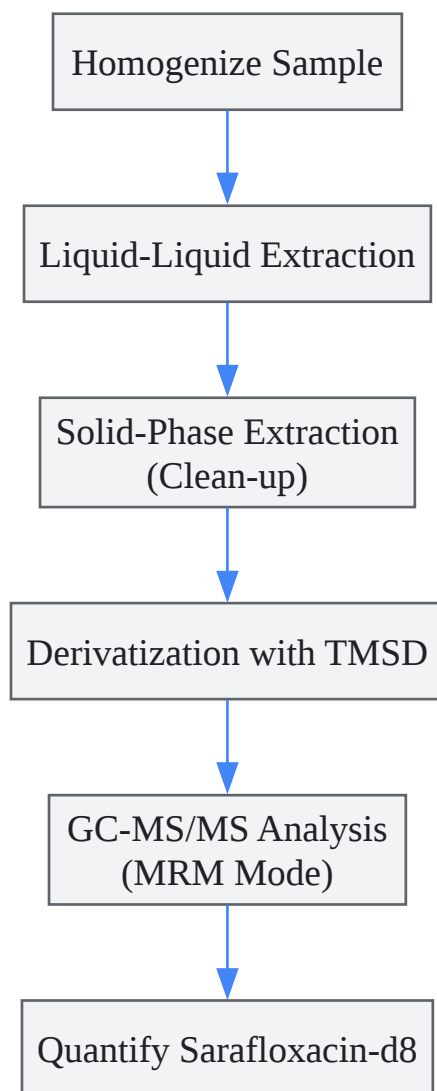 Homogenize Sample
Liquid-Liquid Extraction
Solid-Phase Extraction
(Clean-up)
Derivatization with TMSD
GC-MS/MS Analysis
(MRM Mode)
Quantify Sarafloxacin-d8